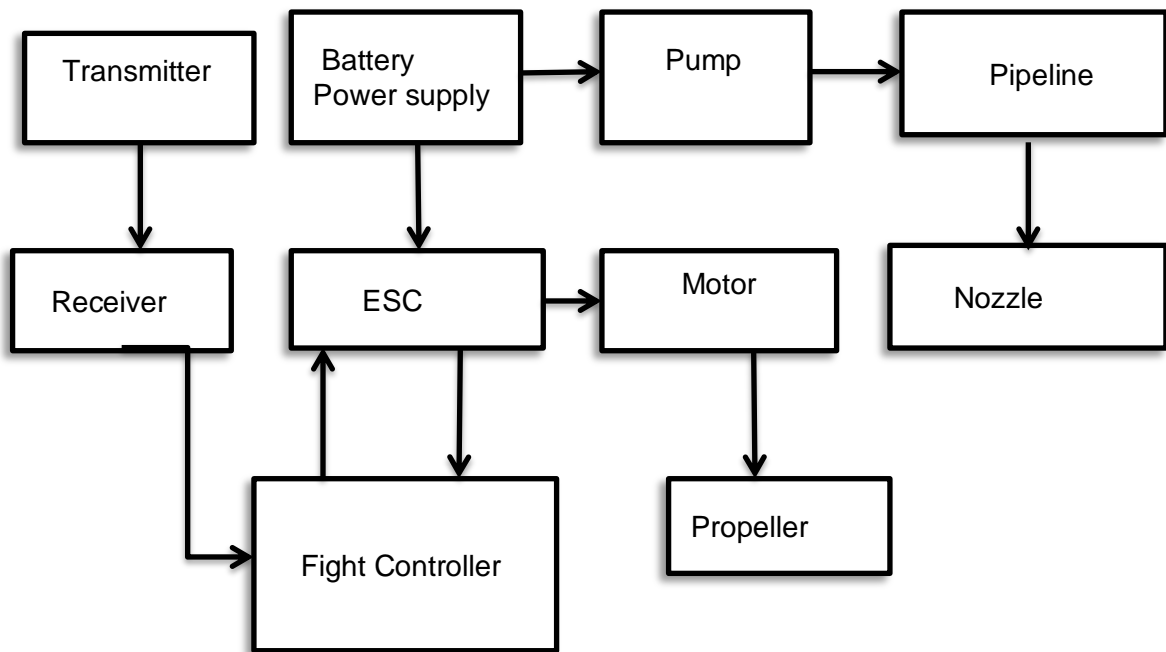 Transmitter
Battery
Power supply
Pump
Pipeline
Receiver
ESC
Motor
Nozzle
Fight Controller
Propeller